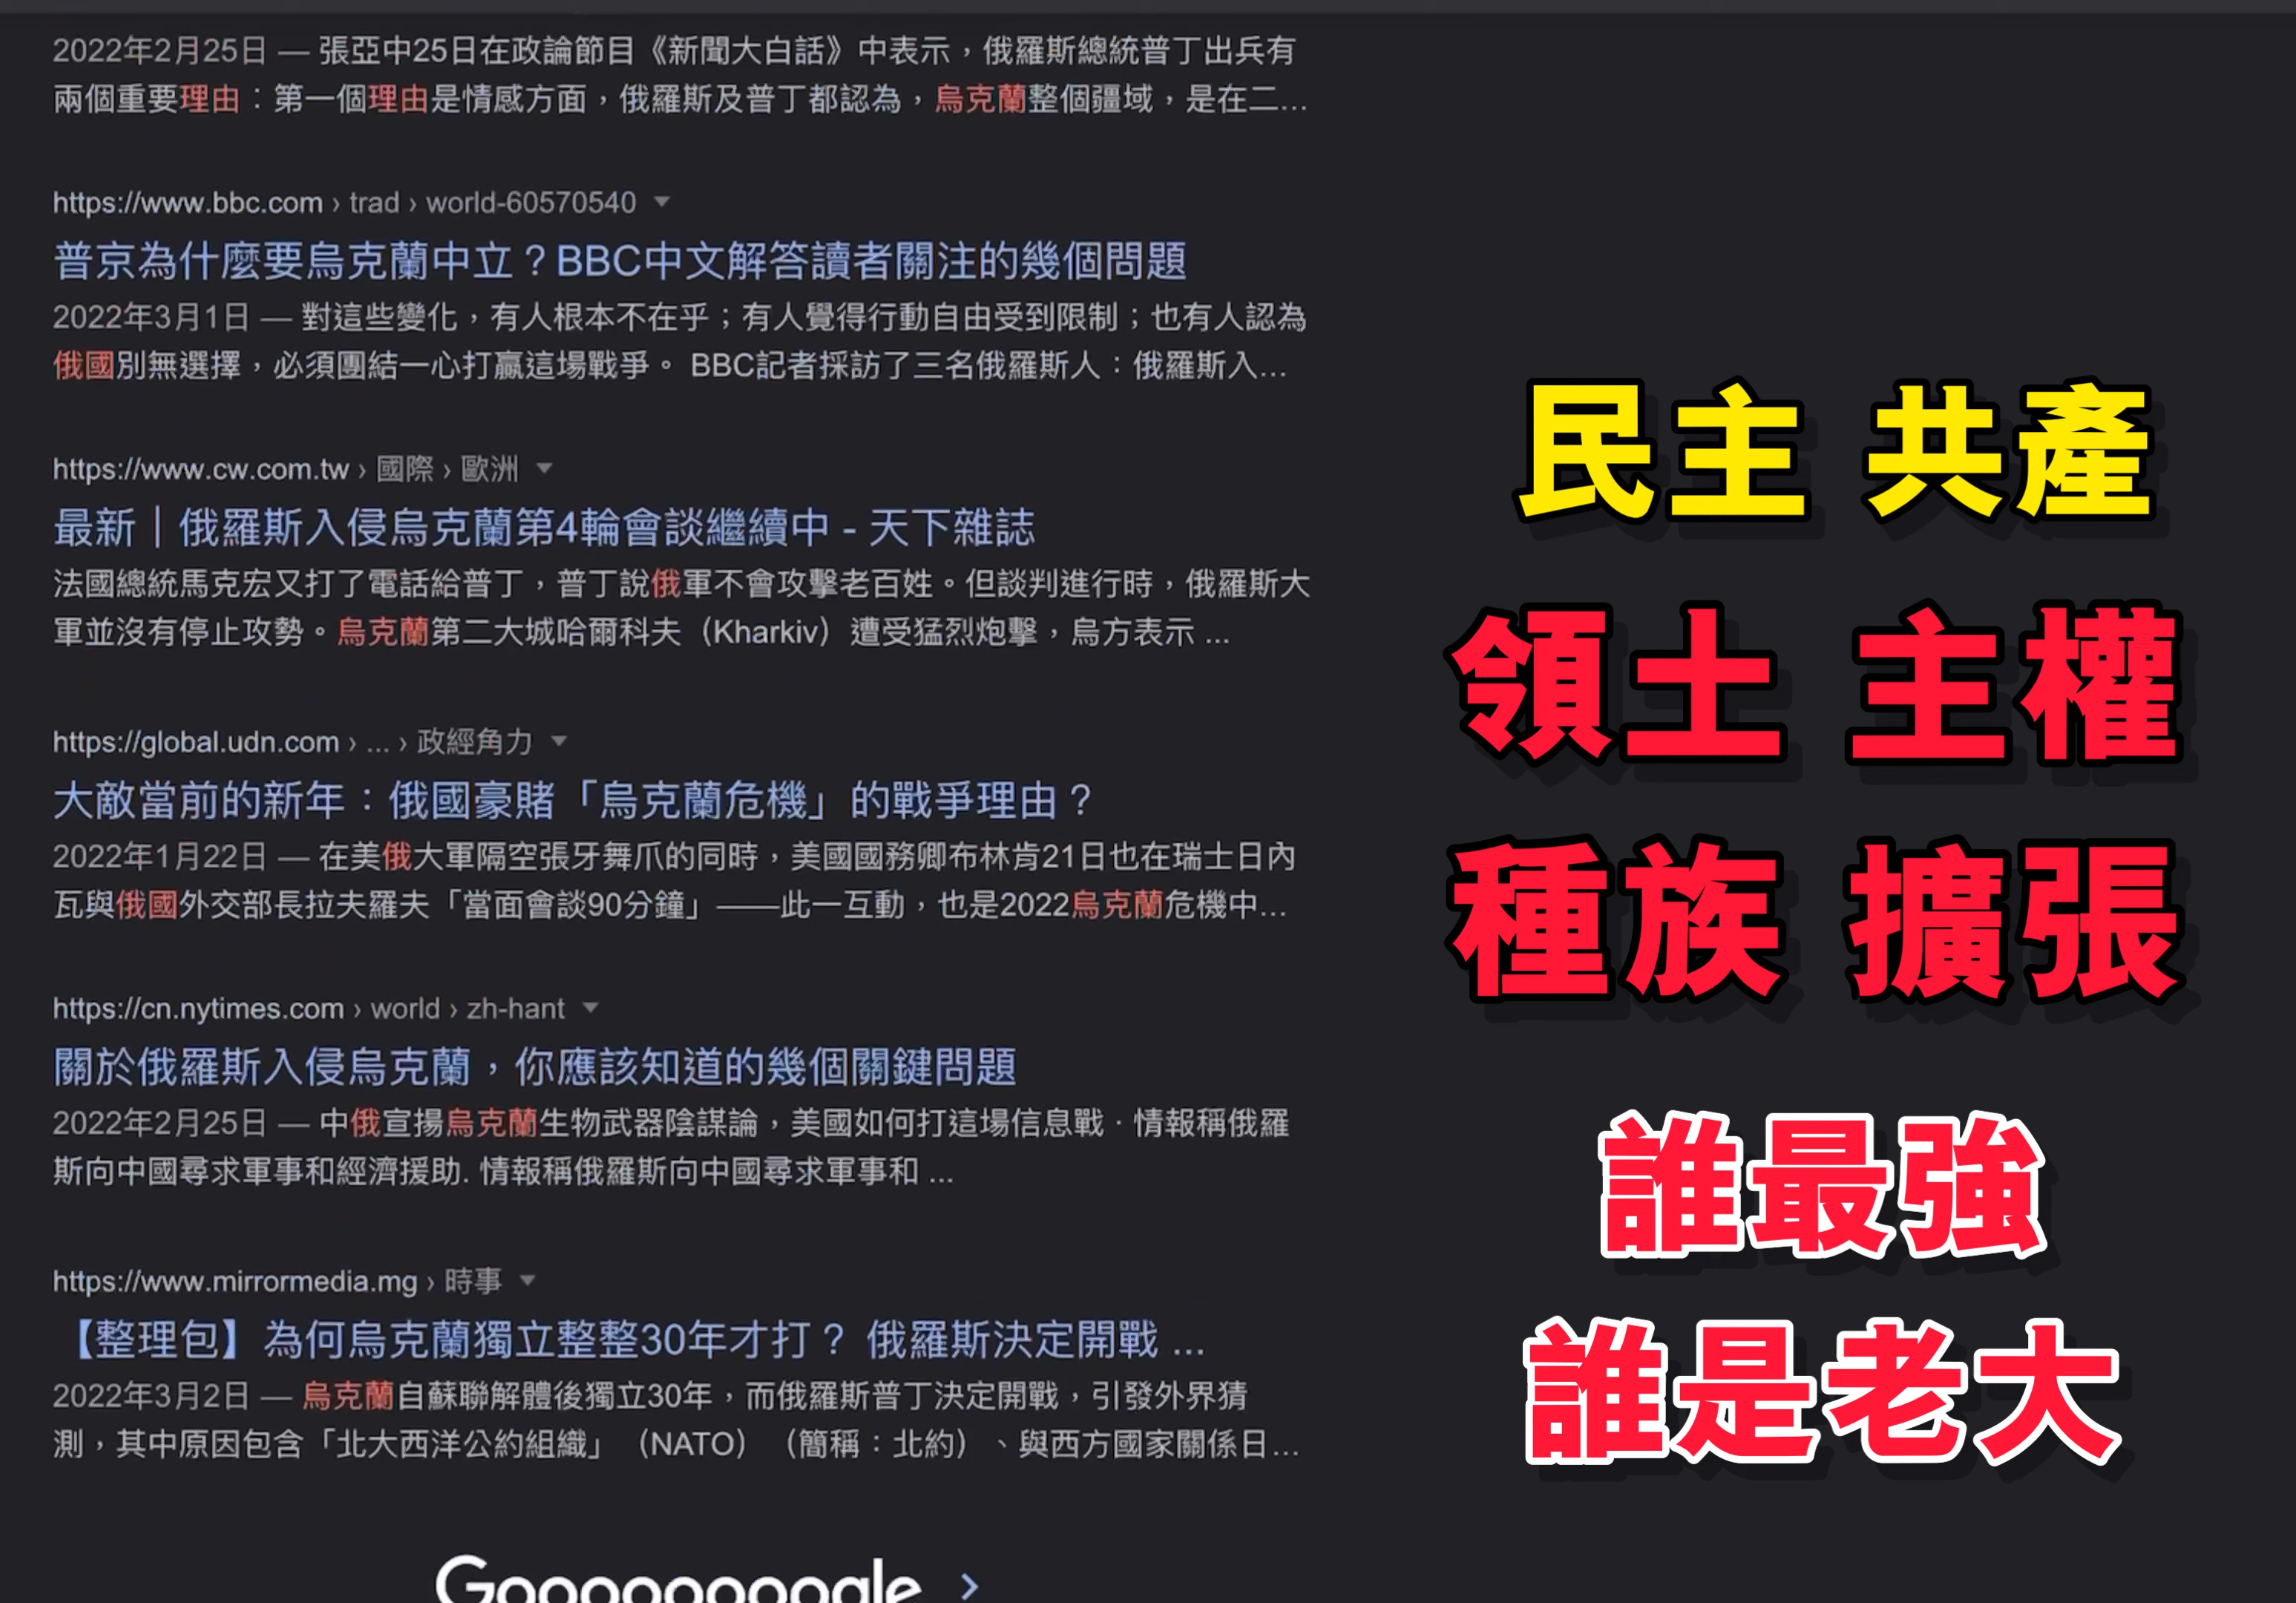 2022年2月25日 — 張亞中25日在政論節目《新聞大白話》中表示，俄羅斯總統普丁出兵有
兩個重要理由：第一個理由是情感方面，俄羅斯及普丁都認為，烏克蘭整個疆域，是在二...
https://www.bbc.com › trad › world-60570540
普京為什麼要烏克蘭中立？BBC中文解答讀者關注的幾個問題
2022年3月1日 — 對這些變化，有人根本不在乎；有人覺得行動自由受到限制；也有人認為
俄國別無選擇，必須團結一心打贏這場戰爭。 BBC記者採訪了三名俄羅斯人：俄羅斯入...
https://www.cw.com.tw › 國際 › 歐洲
最新｜俄羅斯入侵烏克蘭第4輪會談繼續中 - 天下雜誌
法國總統馬克宏又打了電話給普丁，普丁說俄軍不會攻擊老百姓。但談判進行時，俄羅斯大
軍並沒有停止攻勢。烏克蘭第二大城哈爾科夫（Kharkiv）遭受猛烈炮擊，烏方表示 ...
https://global.udn.com › ... › 政經角力
大敵當前的新年：俄國豪賭「烏克蘭危機」的戰爭理由？
2022年1月22日 — 在美俄大軍隔空張牙舞爪的同時，美國國務卿布林肯21日也在瑞士日內
瓦與俄國外交部長拉夫羅夫「當面會談90分鐘」——此一互動，也是2022烏克蘭危機中...
https://cn.nytimes.com › world › zh-hant
關於俄羅斯入侵烏克蘭，你應該知道的幾個關鍵問題
2022年2月25日 — 中俄宣揚烏克蘭生物武器陰謀論，美國如何打這場信息戰 · 情報稱俄羅
斯向中國尋求軍事和經濟援助. 情報稱俄羅斯向中國尋求軍事和 ...
https://www.mirrormedia.mg › 時事
【整理包】為何烏克蘭獨立整整30年才打？ 俄羅斯決定開戰 ...
2022年3月2日 — 烏克蘭自蘇聯解體後獨立30年，而俄羅斯普丁決定開戰，引發外界猜
測，其中原因包含「北大西洋公約組織」（NATO）（簡稱：北約）、與西方國家關係日...
Goooooooooogle ›
民主 共產
領土 主權
種族 擴張
誰最強
誰是老大